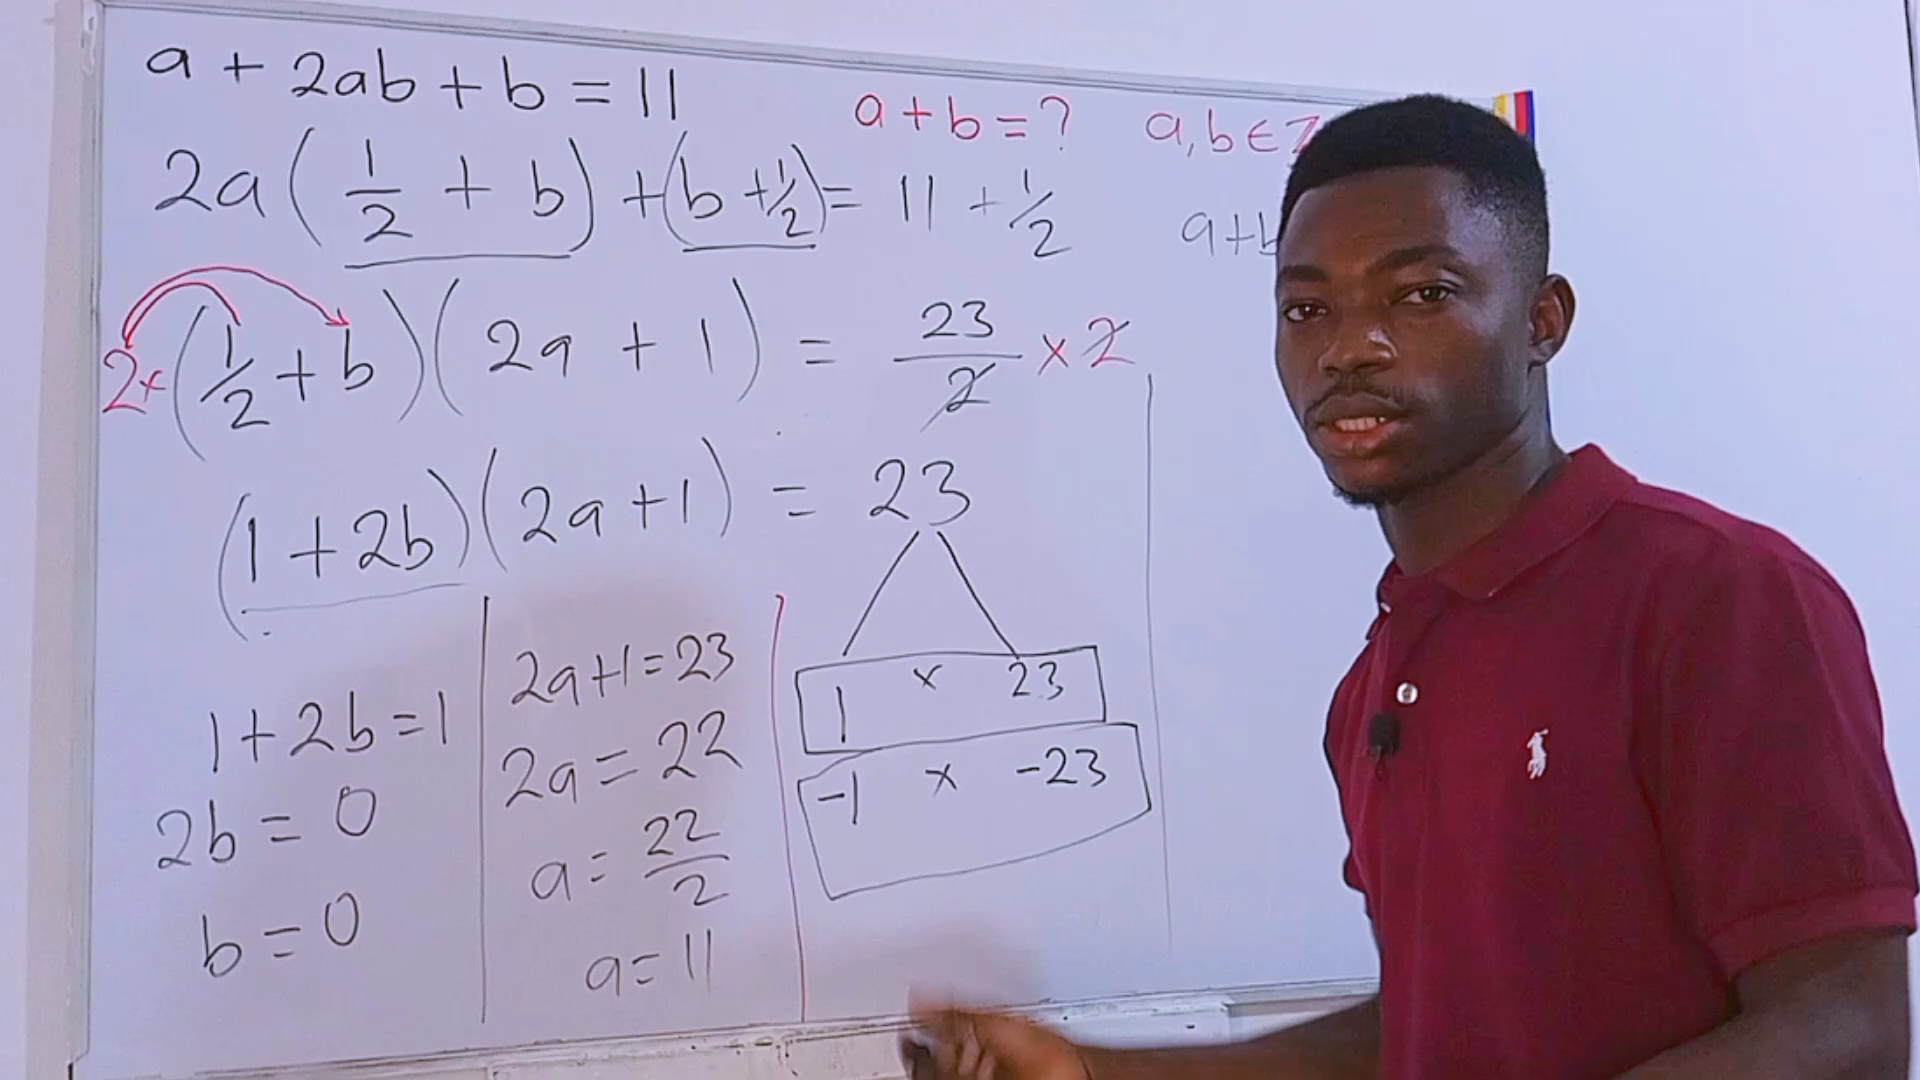 a + 2ab + b = 11
a + b = ? a, b ∈ Z
2a(1/2 + b) + (b + 1/2) = 11 + 1/2
a + b
2×(1/2 + b)(2a + 1) = 23/2 × 2
(1 + 2b)(2a + 1) = 23
1 + 2b = 1
2b = 0
b = 0
2a + 1 = 23
2a = 22
a = 22/2
a = 11
1 × 23
-1 × -23